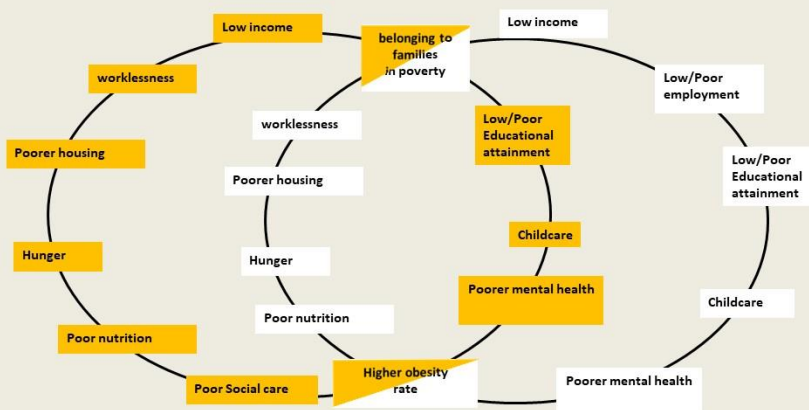 Low income
belonging to
families
in poverty
Low income
worklessness
Low/Poor
employment
worklessness
Low/Poor
Educational
attainment
Poorer housing
Low/Poor
Educational
attainment
Poorer housing
Childcare
Hunger
Hunger
Poorer mental health
Childcare
Poor nutrition
Poor nutrition
Higher obesity
rate
Poor Social care
Poorer mental health